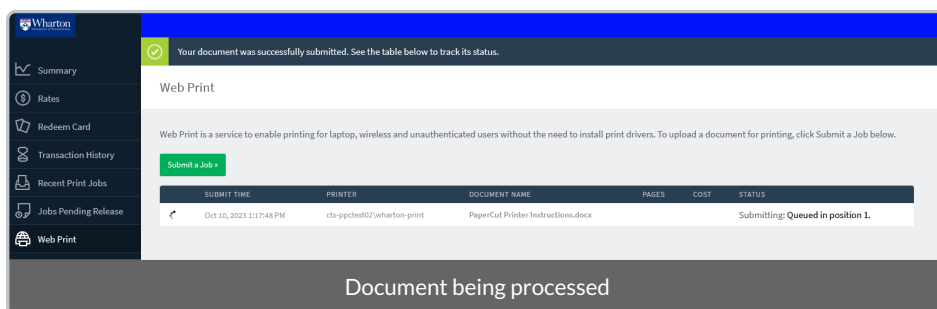 Wharton
Your document was successfully submitted. See the table below to track its status.
Summary
Rates
Redeem Card
Transaction History
Recent Print Jobs
Jobs Pending Release
Web Print
Web Print
Web Print is a service to enable printing for laptop, wireless and unauthenticated users without the need to install print drivers. To upload a document for printing, click Submit a Job below.
Submit a Job »
SUBMIT TIME PRINTER DOCUMENT NAME PAGES COST STATUS
Oct 10, 2023 1:17:48 PM cts-ppctest02\wharton-print PaperCut Printer Instructions.docx Submitting: Queued in position 1.
Document being processed